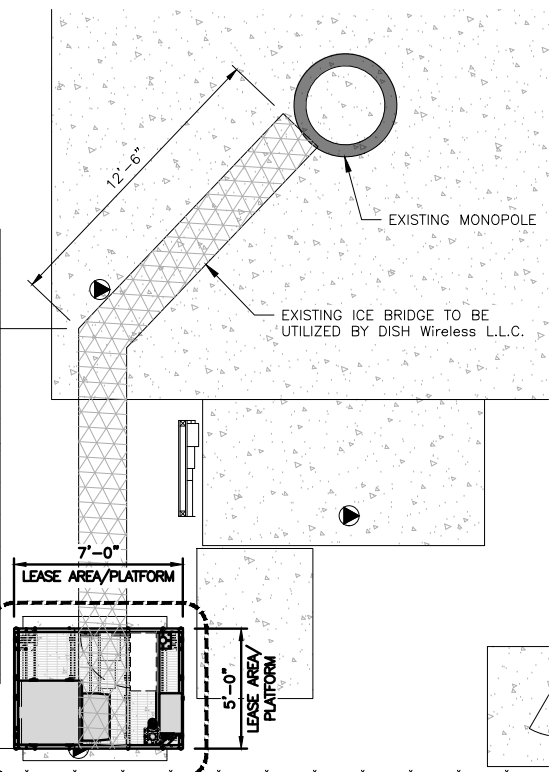 12'-6"
EXISTING MONOPOLE
EXISTING ICE BRIDGE TO BE
UTILIZED BY DISH Wireless L.L.C.
7'-0"
LEASE AREA/PLATFORM
5'-0"
LEASE AREA/
PLATFORM